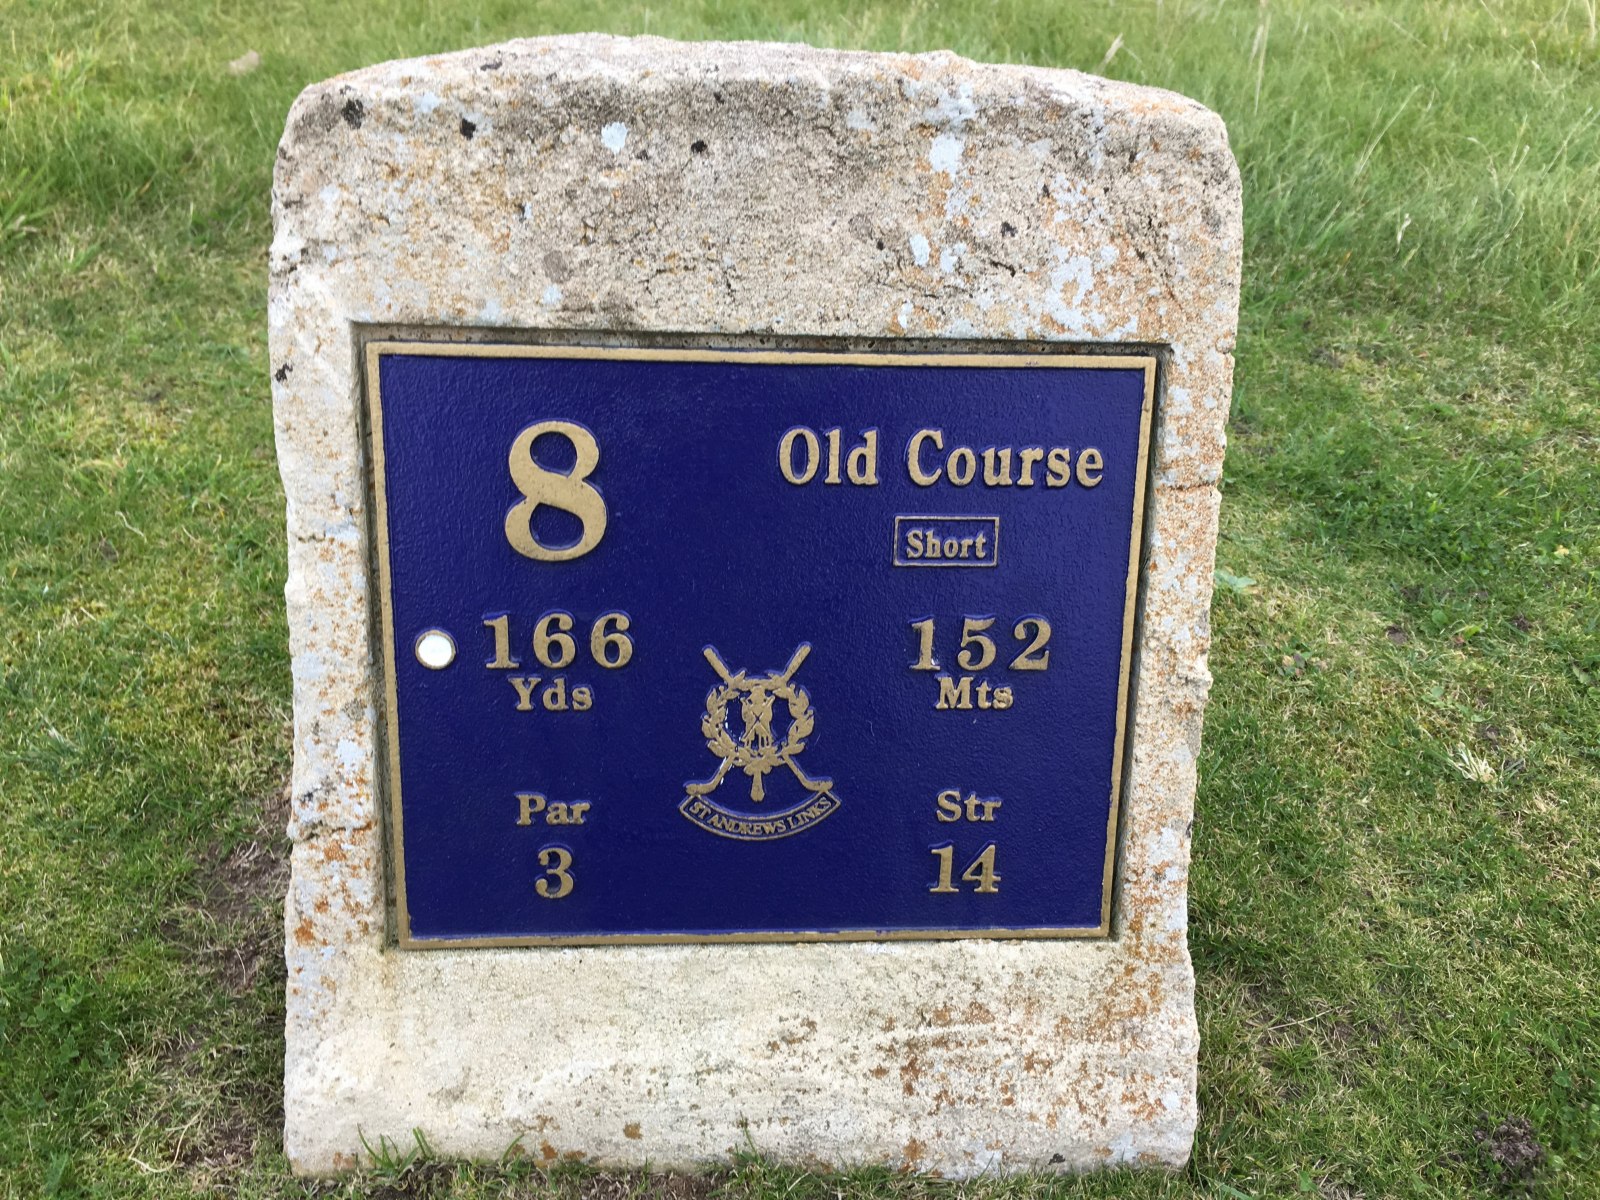 8
Old Course
Short
166
Yds
152
Mts
ST ANDREWS LINKS
Par
3
Str
14